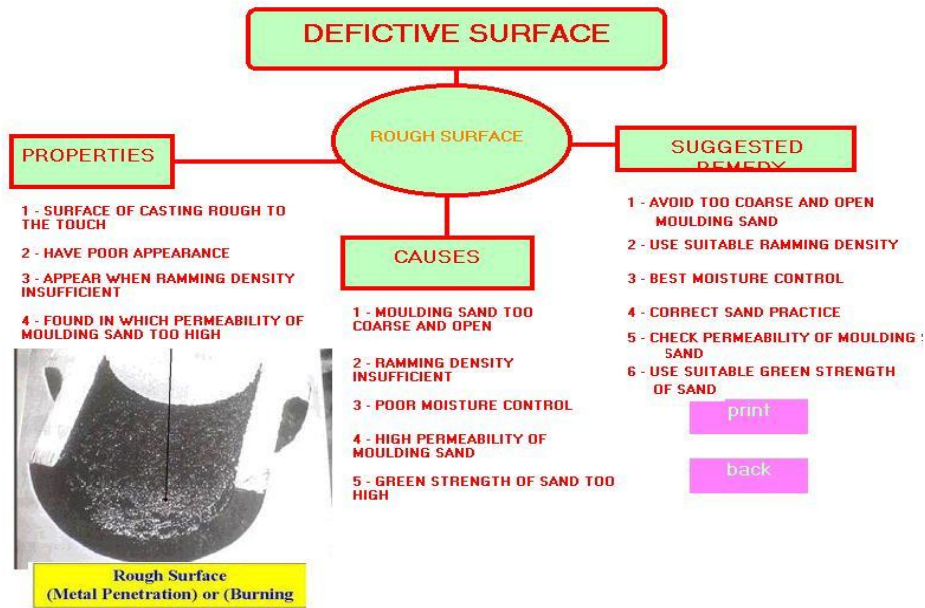 DEFICTIVE SURFACE
ROUGH SURFACE
PROPERTIES
1 - SURFACE OF CASTING ROUGH TO
THE TOUCH
2 - HAVE POOR APPEARANCE
3 - APPEAR WHEN RAMMING DENSITY
INSUFFICIENT
4 - FOUND IN WHICH PERMEABILITY OF
MOULDING SAND TOO HIGH
Rough Surface
(Metal Penetration) or (Burning
CAUSES
1 - MOULDING SAND TOO
COARSE AND OPEN
2 - RAMMING DENSITY
INSUFFICIENT
3 - POOR MOISTURE CONTROL
4 - HIGH PERMEABILITY OF
MOULDING SAND
5 - GREEN STRENGTH OF SAND TOO
HIGH
SUGGESTED
REMEDY
1 - AVOID TOO COARSE AND OPEN
MOULDING SAND
2 - USE SUITABLE RAMMING DENSITY
3 - BEST MOISTURE CONTROL
4 - CORRECT SAND PRACTICE
5 - CHECK PERMEABILITY OF MOULDING
SAND
6 - USE SUITABLE GREEN STRENGTH
OF SAND
print
back